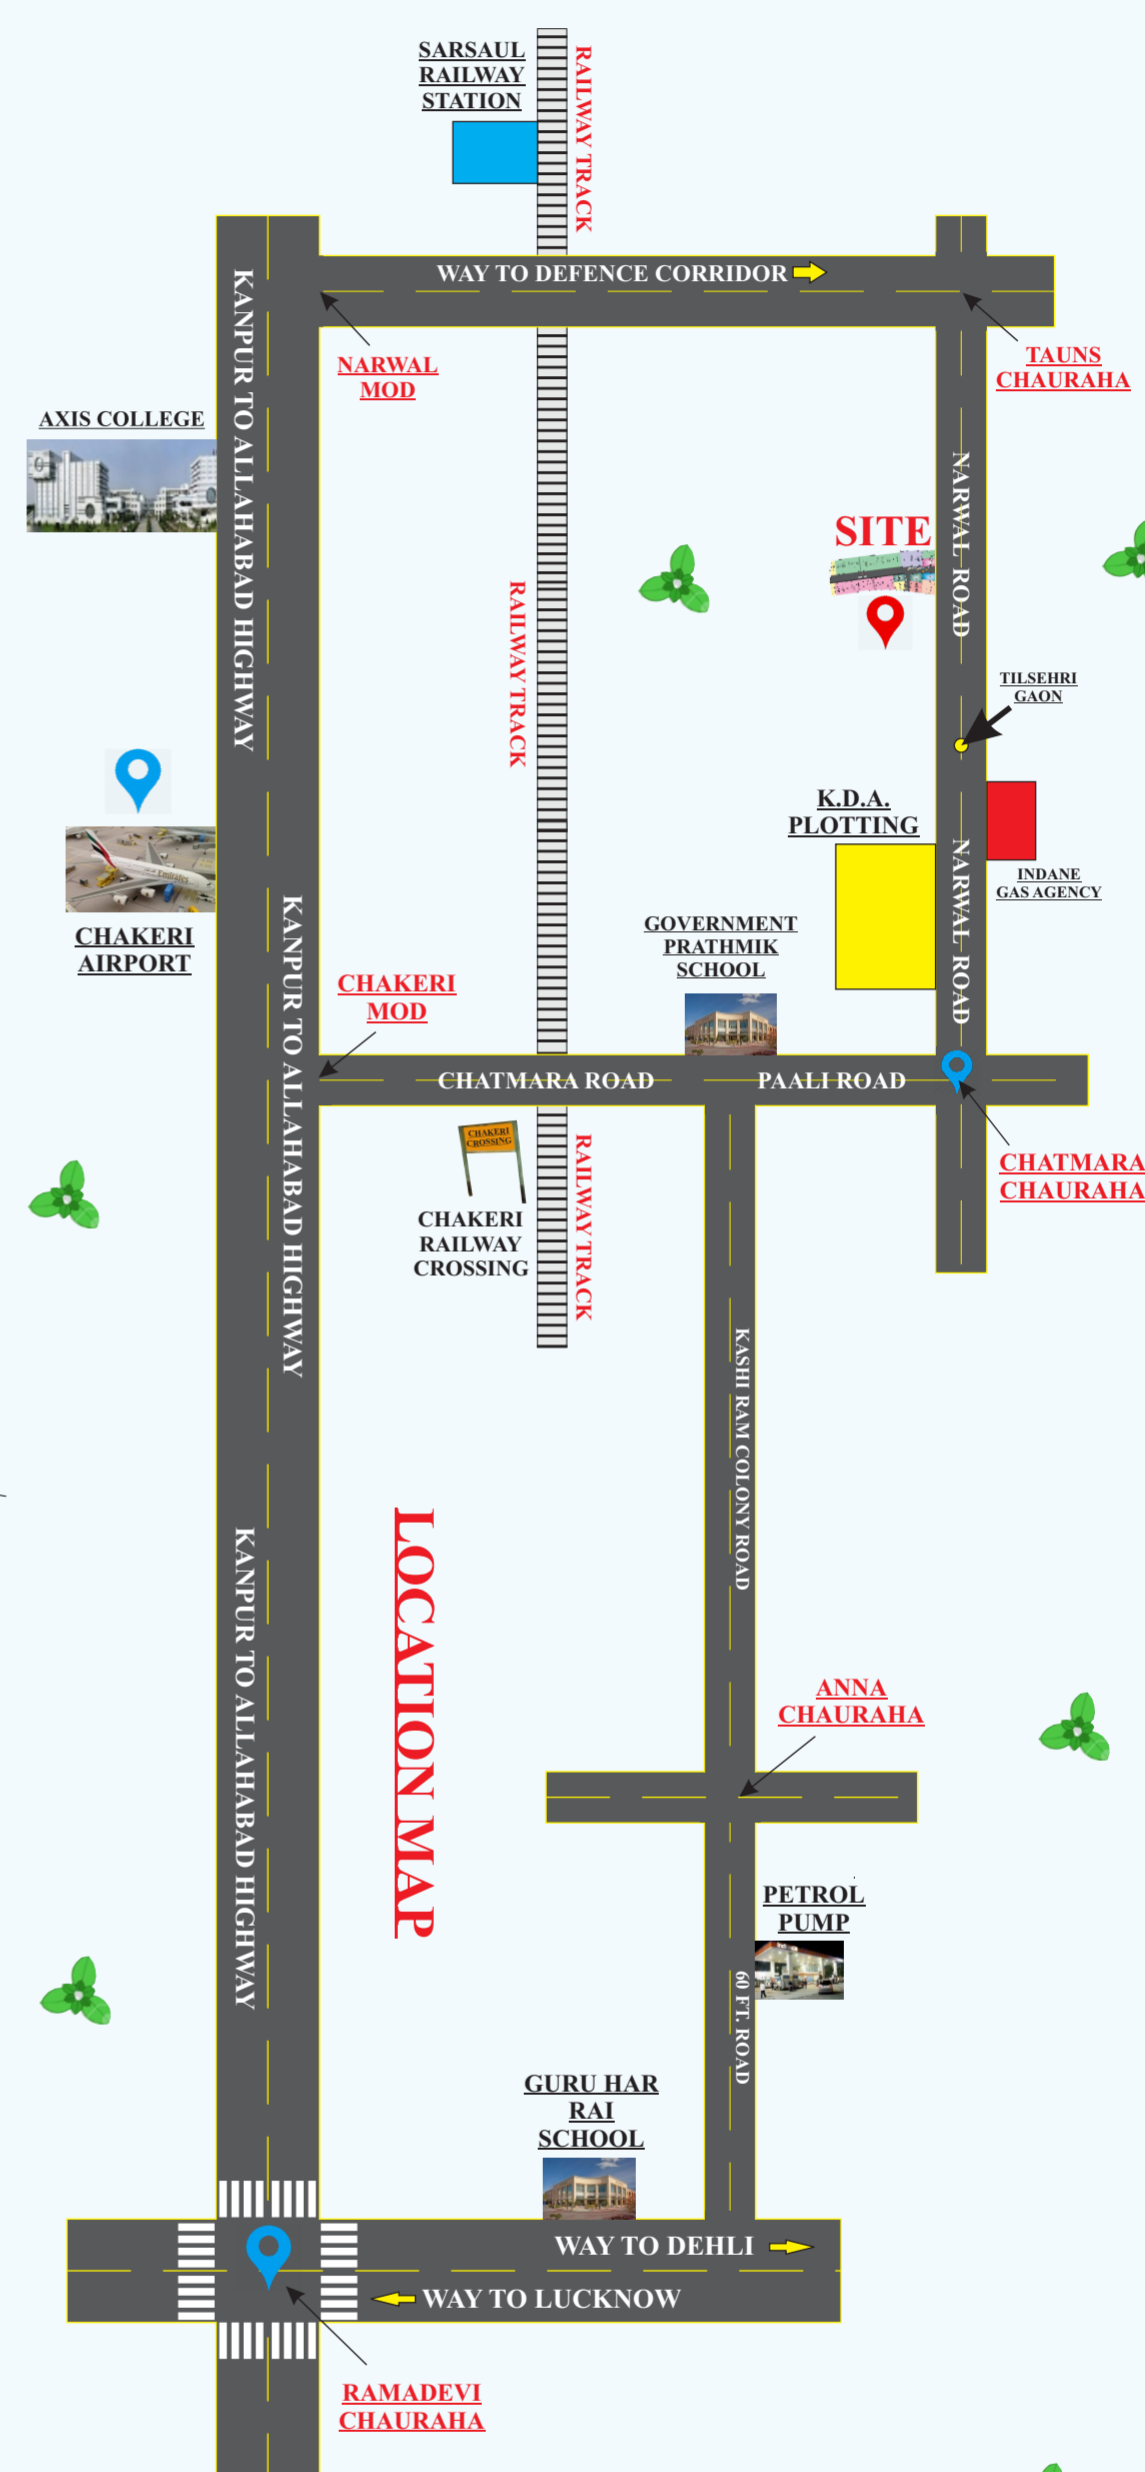 SARSAUL
RAILWAY
STATION
RAILWAY TRACK
WAY TO DEFENCE CORRIDOR
KANPUR TO ALLAHABAD HIGHWAY
NARWAL
MOD
TAUNS
CHAURAHA
AXIS COLLEGE
NARWAL ROAD
SITE
RAILWAY TRACK
TILSEHRI
GAON
K.D.A.
PLOTTING
NARWAL ROAD
INDANE
GAS AGENCY
Emirates
CHAKERI
AIRPORT
KANPUR TO ALLAHABAD HIGHWAY
GOVERNMENT
PRATHMIK
SCHOOL
CHAKERI
MOD
CHATMARA ROAD
PAALI ROAD
CHAKERI
CROSSING
RAILWAY TRACK
CHATMARA
CHAURAHA
CHAKERI
RAILWAY
CROSSING
KASHI RAM COLONY ROAD
LOCATION MAP
KANPUR TO ALLAHABAD HIGHWAY
ANNA
CHAURAHA
PETROL
PUMP
60 FT. ROAD
GURU HAR
RAI
SCHOOL
WAY TO DEHLI
WAY TO LUCKNOW
RAMADEVI
CHAURAHA